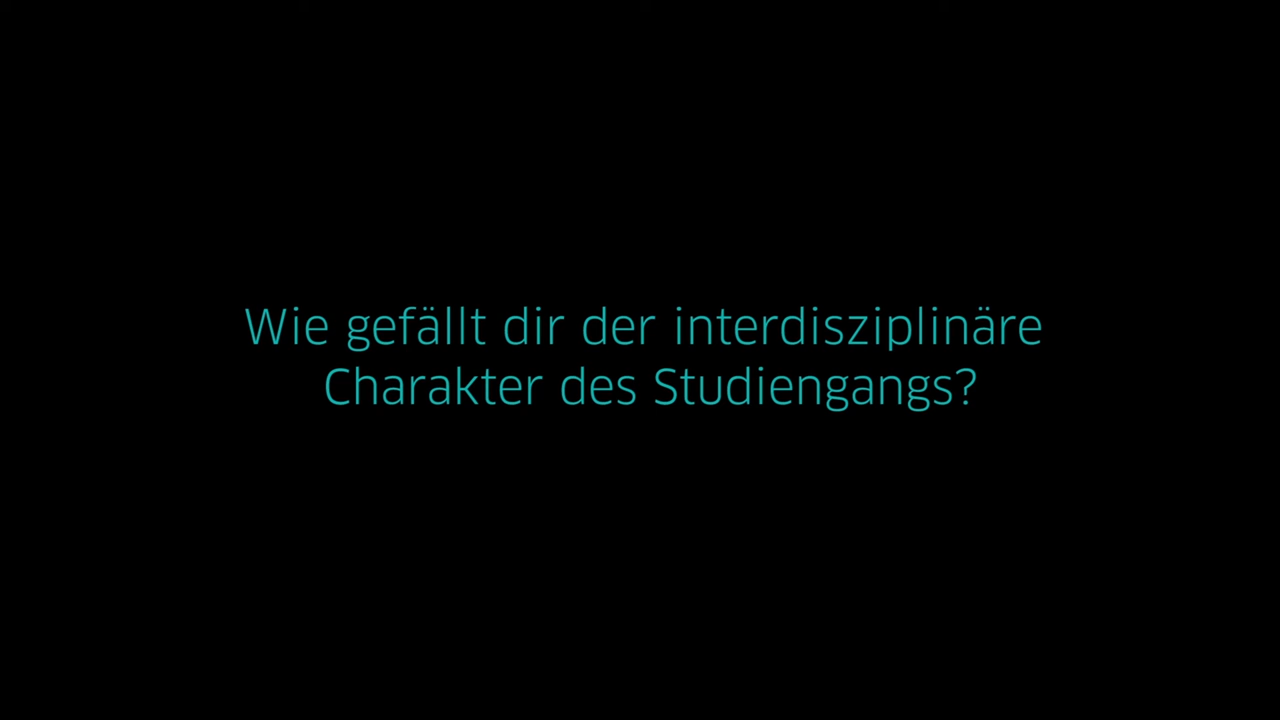 Wie gefällt dir der interdisziplinäre
Charakter des Studiengangs?